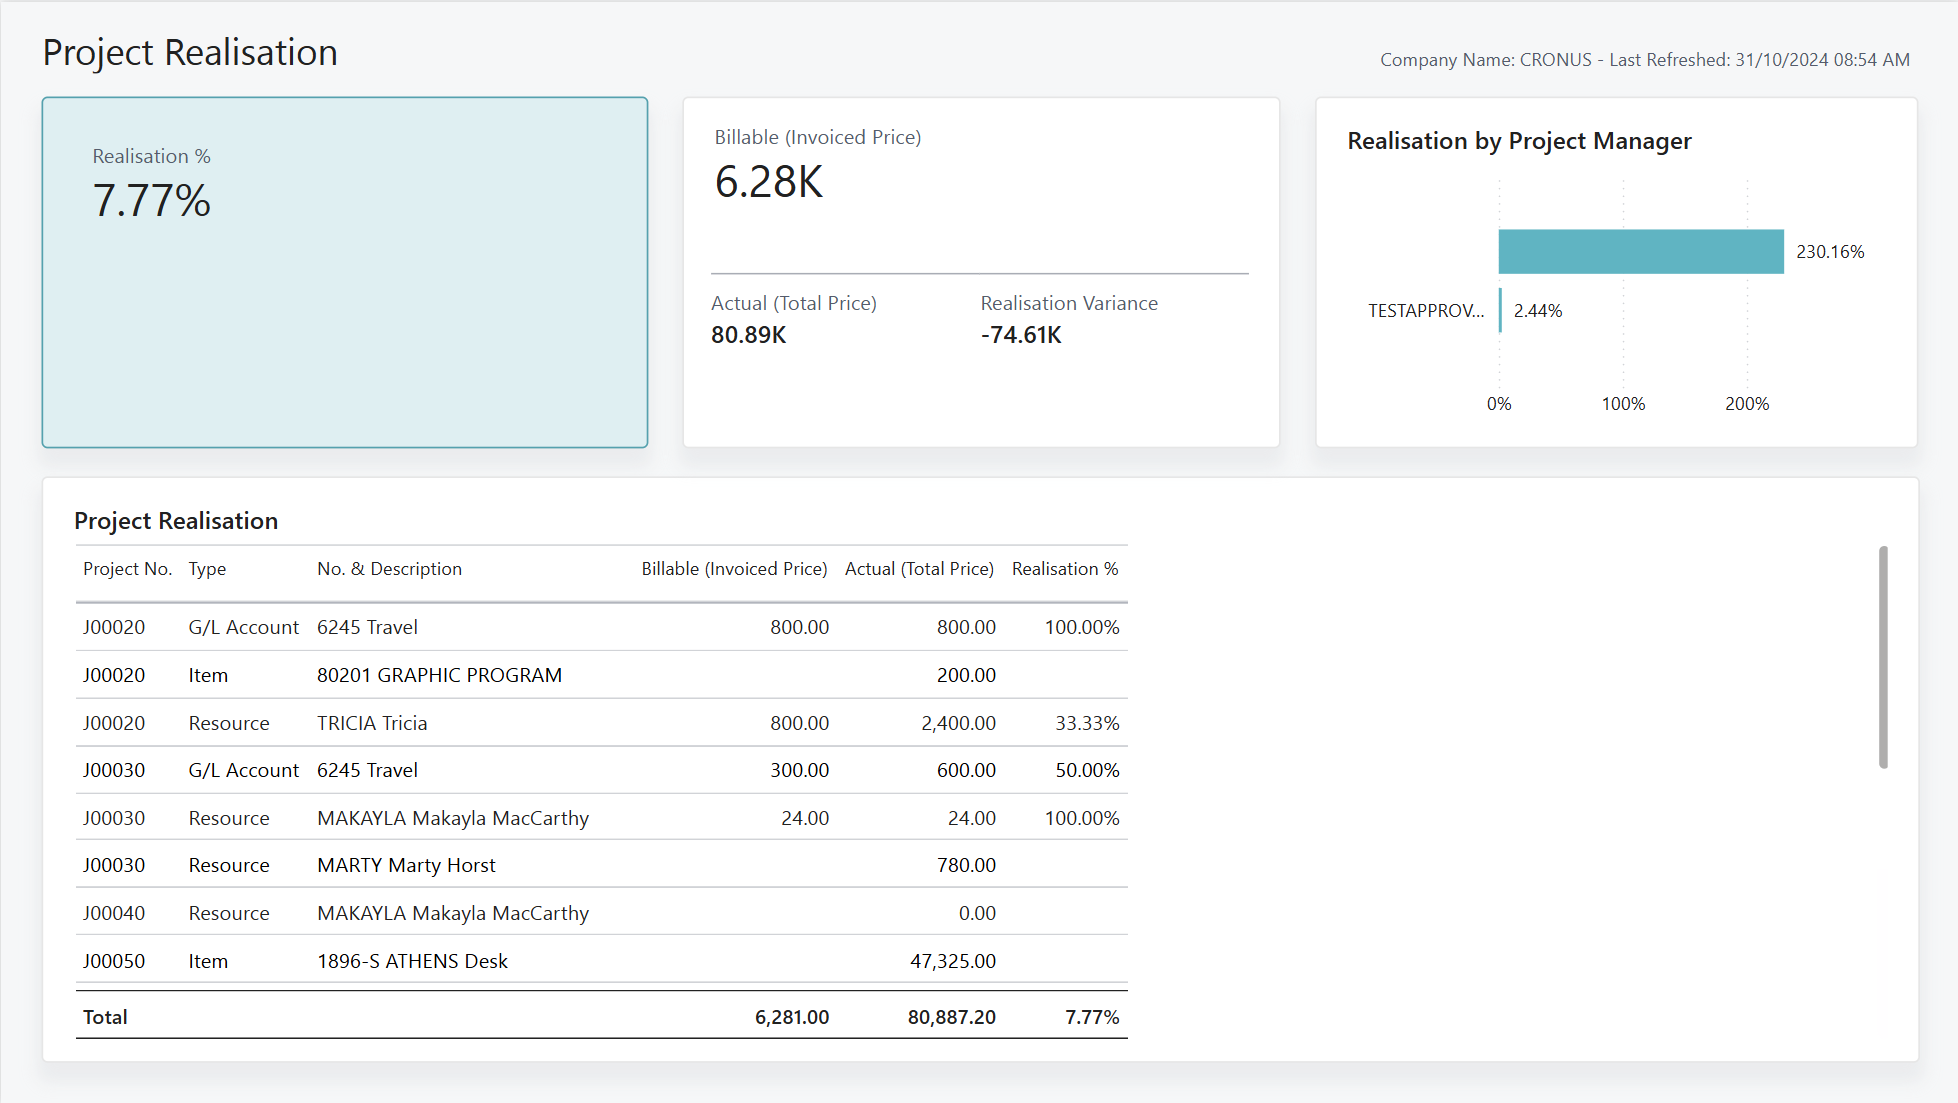 Project Realisation
Company Name: CRONUS - Last Refreshed: 31/10/2024 08:54 AM
Realisation %
7.77%
Billable (Invoiced Price)
6.28K
Actual (Total Price) Realisation Variance
80.89K -74.61K
Realisation by Project Manager
230.16%
TESTAPPROV... 2.44%
0% 100% 200%
Project Realisation
Project No. Type No. & Description Billable (Invoiced Price) Actual (Total Price) Realisation %
J00020 G/L Account 6245 Travel 800.00 800.00 100.00%
J00020 Item 80201 GRAPHIC PROGRAM 200.00
J00020 Resource TRICIA Tricia 800.00 2,400.00 33.33%
J00030 G/L Account 6245 Travel 300.00 600.00 50.00%
J00030 Resource MAKAYLA Makayla MacCarthy 24.00 24.00 100.00%
J00030 Resource MARTY Marty Horst 780.00
J00040 Resource MAKAYLA Makayla MacCarthy 0.00
J00050 Item 1896-S ATHENS Desk 47,325.00
Total 6,281.00 80,887.20 7.77%